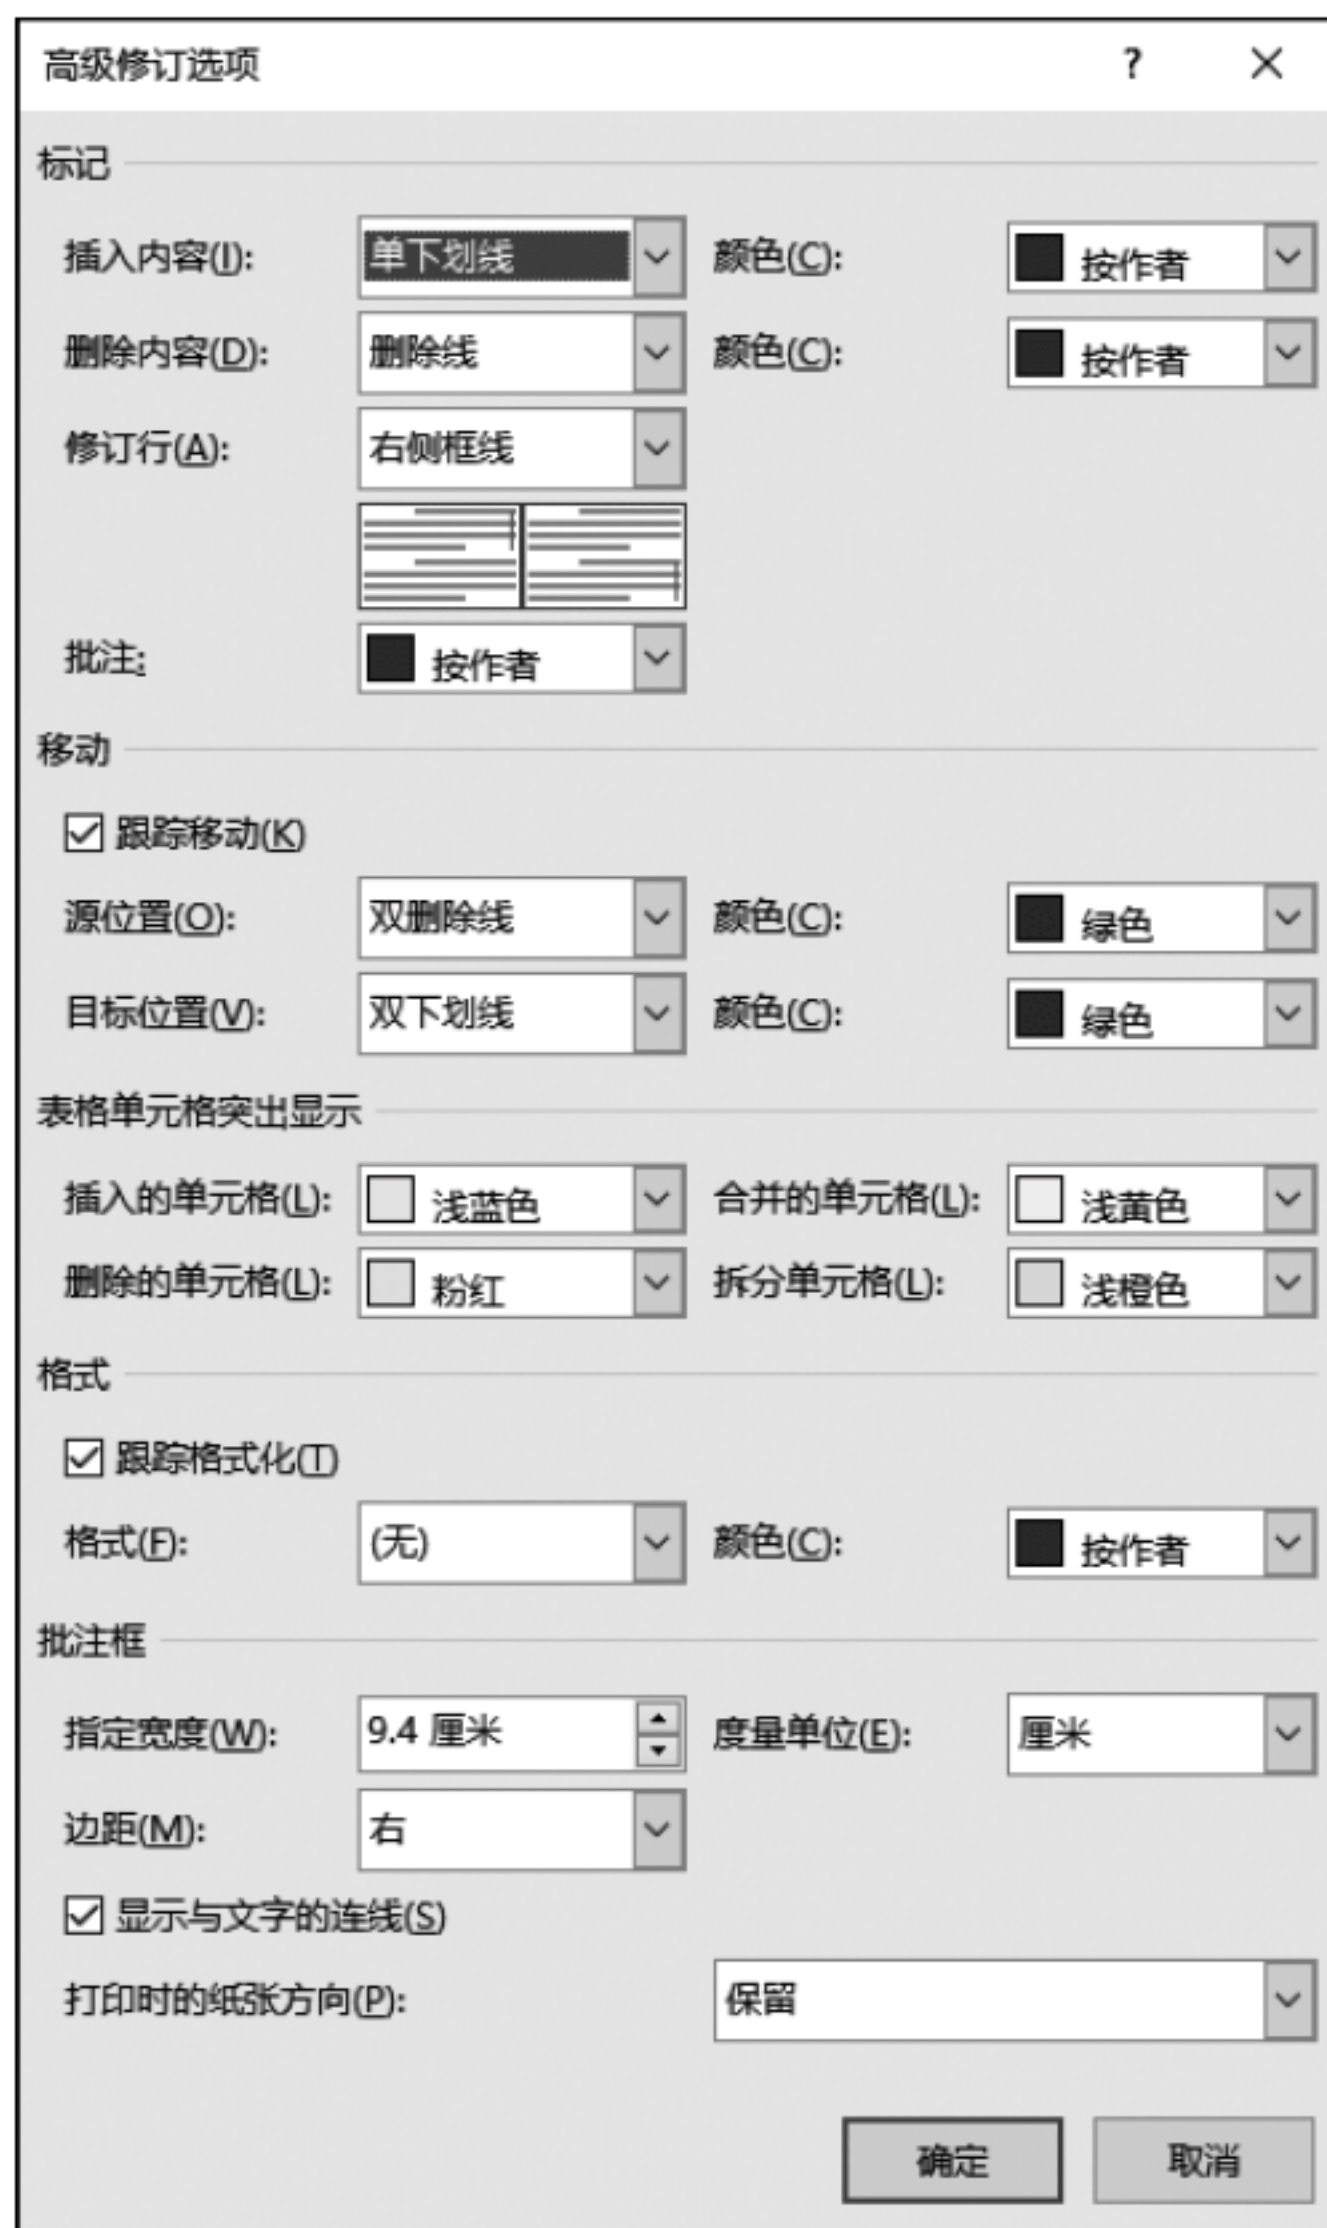 高级修订选项 ?
标记
插入内容(I): 单下划线 颜色(C): 按作者
删除内容(D): 删除线 颜色(C): 按作者
修订行(A): 右侧框线
批注: 按作者
移动
跟踪移动(K)
源位置(O): 双删除线 颜色(C): 绿色
目标位置(V): 双下划线 颜色(C): 绿色
表格单元格突出显示
插入的单元格(L): 浅蓝色 合并的单元格(L): 浅黄色
删除的单元格(L): 粉红 拆分单元格(L): 浅橙色
格式
跟踪格式化(T)
格式(F): (无) 颜色(C): 按作者
批注框
指定宽度(W): 9.4 厘米 度量单位(E): 厘米
边距(M): 右
显示与文字的连线(S)
打印时的纸张方向(P): 保留
确定 取消